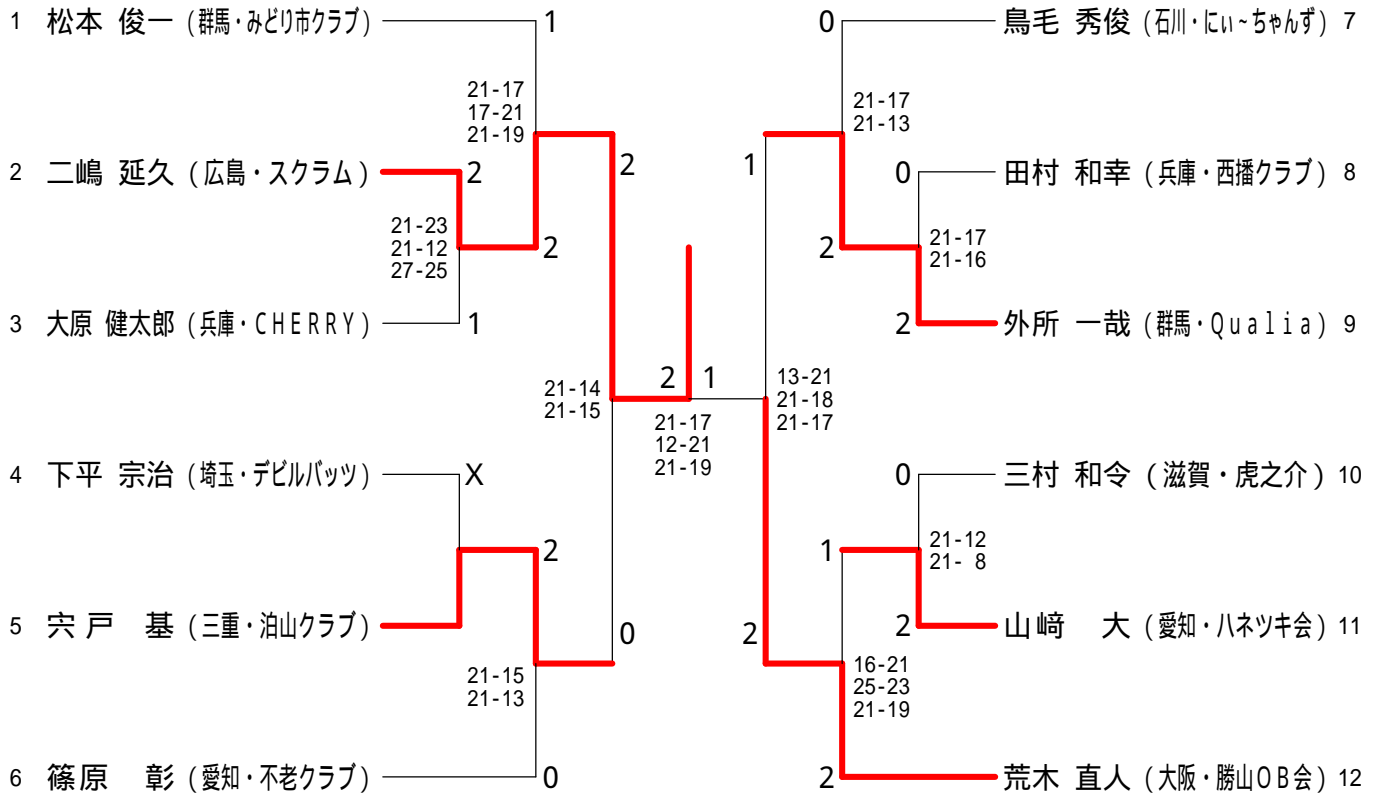 1 松本 俊一 (群馬・みどり市クラブ) 1
21-17
17-21
21-19
2 二嶋 延久 (広島・スクラム) 2
2
21-23
21-12
27-25
2
3 大原 健太郎 (兵庫・CHERRY) 1
21-14
21-15
4 下平 宗治 (埼玉・デビルバッツ) X
2
5 宍戸 基 (三重・泊山クラブ)
0
21-15
21-13
6 篠原 彰 (愛知・不老クラブ) 0
2 1
21-17
12-21
21-19
0 鳥毛 秀俊 (石川・にぃ~ちゃんず) 7
21-17
21-13
1
0 田村 和幸 (兵庫・西播クラブ) 8
2
21-17
21-16
2 外所 一哉 (群馬・Qualia) 9
13-21
21-18
21-17
0 三村 和令 (滋賀・虎之介) 10
1
21-12
21- 8
2 山﨑 大 (愛知・ハネツキ会) 11
2
16-21
25-23
21-19
2 荒木 直人 (大阪・勝山OB会) 12